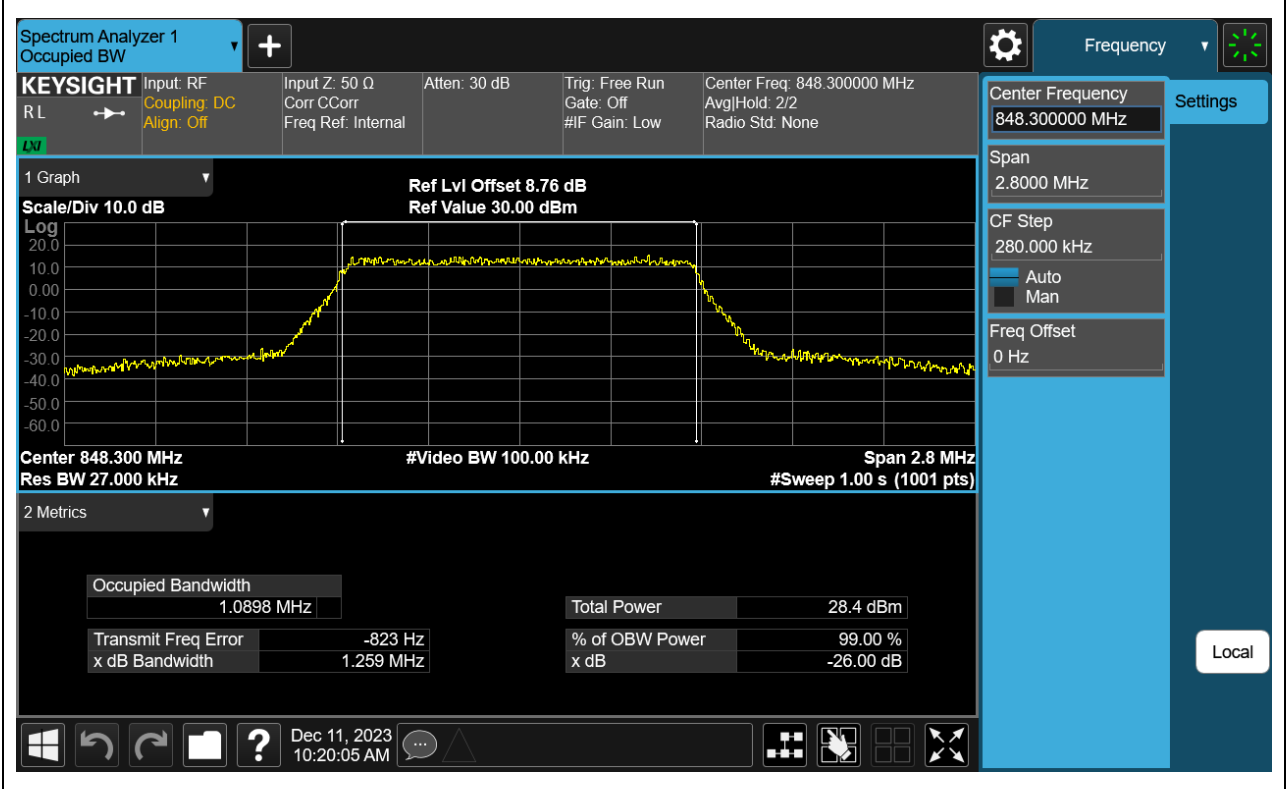 Spectrum Analyzer 1
Occupied BW
Frequency
KEYSIGHT
R L
LXI
Input: RF
Coupling: DC
Align: Off
Input Z: 50 Ω
Corr CCorr
Freq Ref: Internal
Atten: 30 dB
Trig: Free Run
Gate: Off
#IF Gain: Low
Center Freq: 848.300000 MHz
Avg|Hold: 2/2
Radio Std: None
Center Frequency
848.300000 MHz
Settings
Span
2.8000 MHz
CF Step
280.000 kHz
Auto
Man
Freq Offset
0 Hz
Local
1 Graph
Scale/Div 10.0 dB
Ref Lvl Offset 8.76 dB
Ref Value 30.00 dBm
Log
20.0
10.0
0.00
-10.0
-20.0
-30.0
-40.0
-50.0
-60.0
Center 848.300 MHz
#Video BW 100.00 kHz
Span 2.8 MHz
Res BW 27.000 kHz
#Sweep 1.00 s (1001 pts)
2 Metrics
Occupied Bandwidth
1.0898 MHz
Total Power 28.4 dBm
Transmit Freq Error -823 Hz
% of OBW Power 99.00 %
x dB Bandwidth 1.259 MHz
x dB -26.00 dB
?
Dec 11, 2023
10:20:05 AM